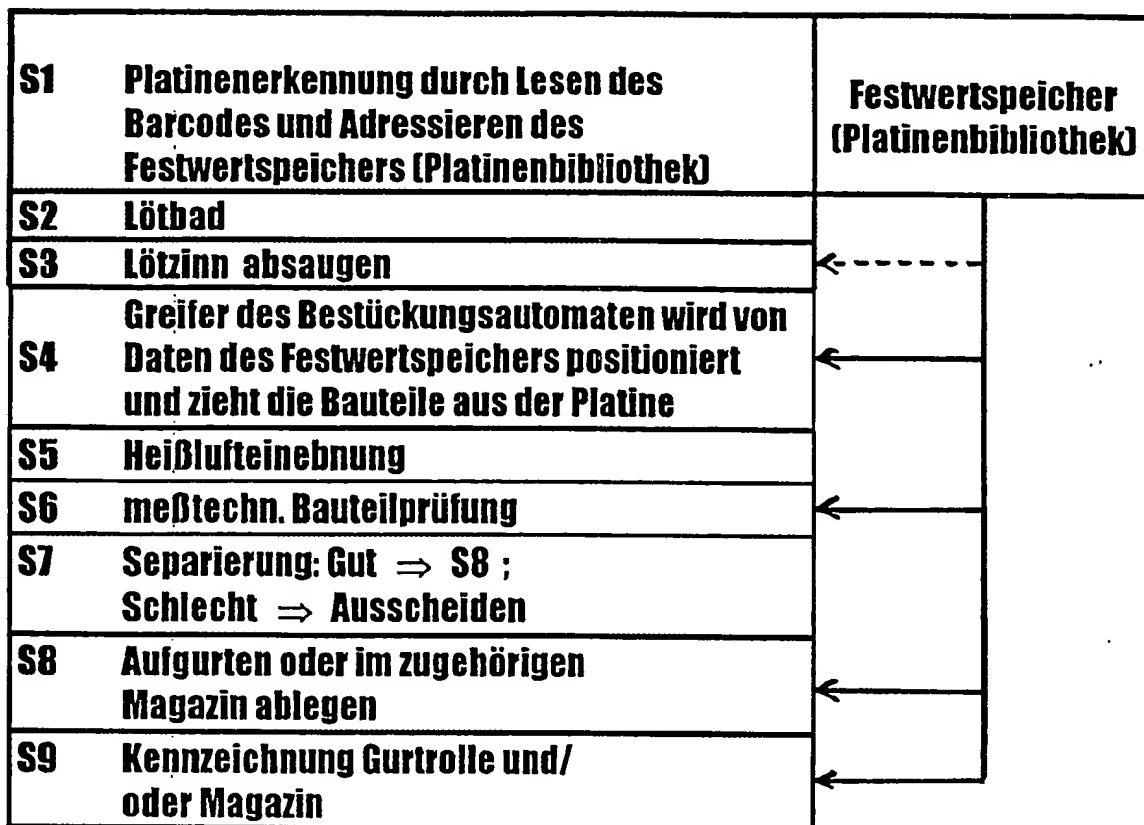 S1 Platinenerkennung durch Lesen des
Barcodes und Adressieren des
Festwertspeichers (Platinenbibliothek)
Festwertspeicher
(Platinenbibliothek)
S2 Lötbad
S3 Lötzinn absaugen
Greifer des Bestückungsautomaten wird von
S4 Daten des Festwertspeichers positioniert
und zieht die Bauteile aus der Platine
S5 Heißlufteinebnung
S6 meßtechn. Bauteilprüfung
S7 Separierung: Gut ⇒ S8 ;
Schlecht ⇒ Ausscheiden
S8 Aufgurten oder im zugehörigen
Magazin ablegen
S9 Kennzeichnung Gurtrolle und/
oder Magazin